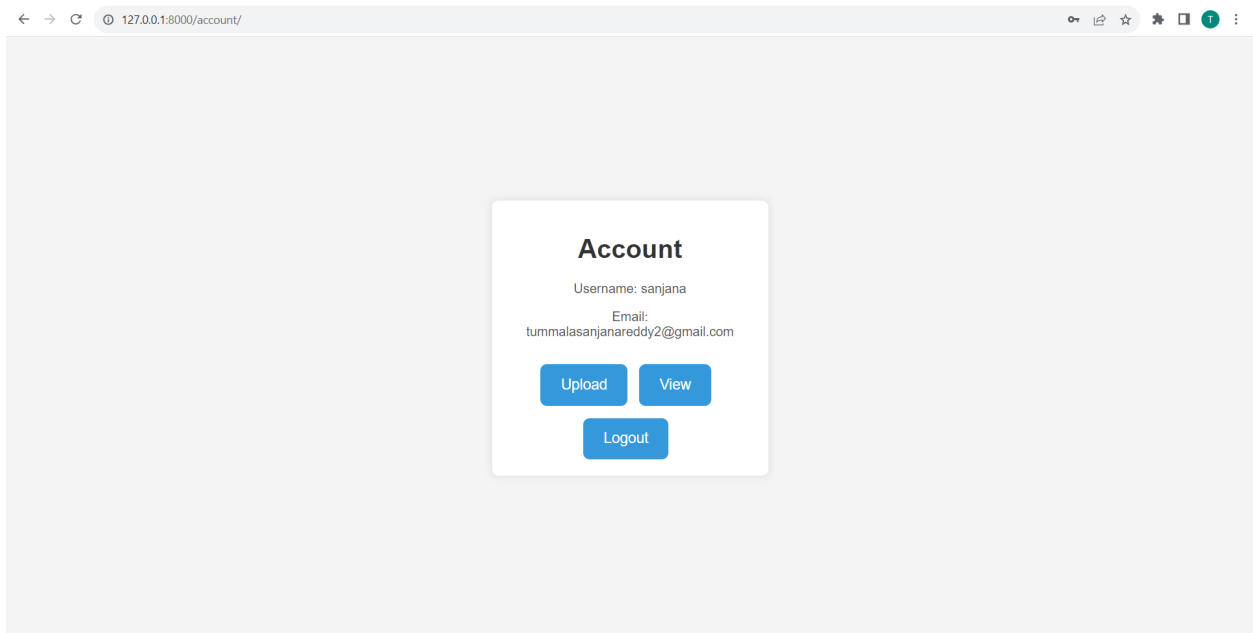 127.0.0.1:8000/account/
T
Account
Username: sanjana
Email:
tummalasanjanareddy2@gmail.com
Upload View
Logout